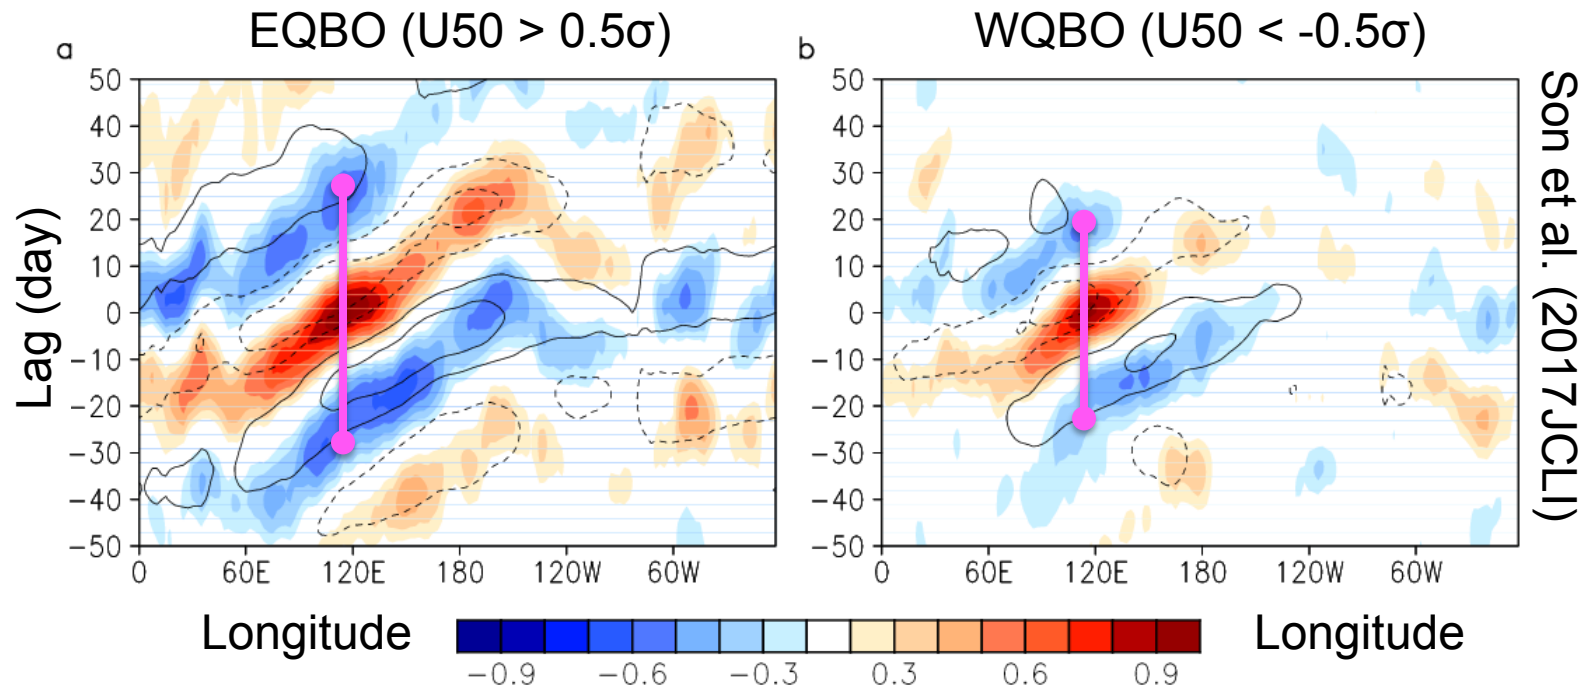 EQBO (U50 > 0.5σ)
WQBO (U50 < -0.5σ)
a
b
50
40
30
20
10
0
−10
−20
−30
−40
−50
Lag (day)
0 60E 120E 180 120W 60W
50
40
30
20
10
0
−10
−20
−30
−40
−50
0 60E 120E 180 120W 60W
Son et al. (2017JCLI)
Longitude
−0.9 −0.6 −0.3 0.3 0.6 0.9
Longitude